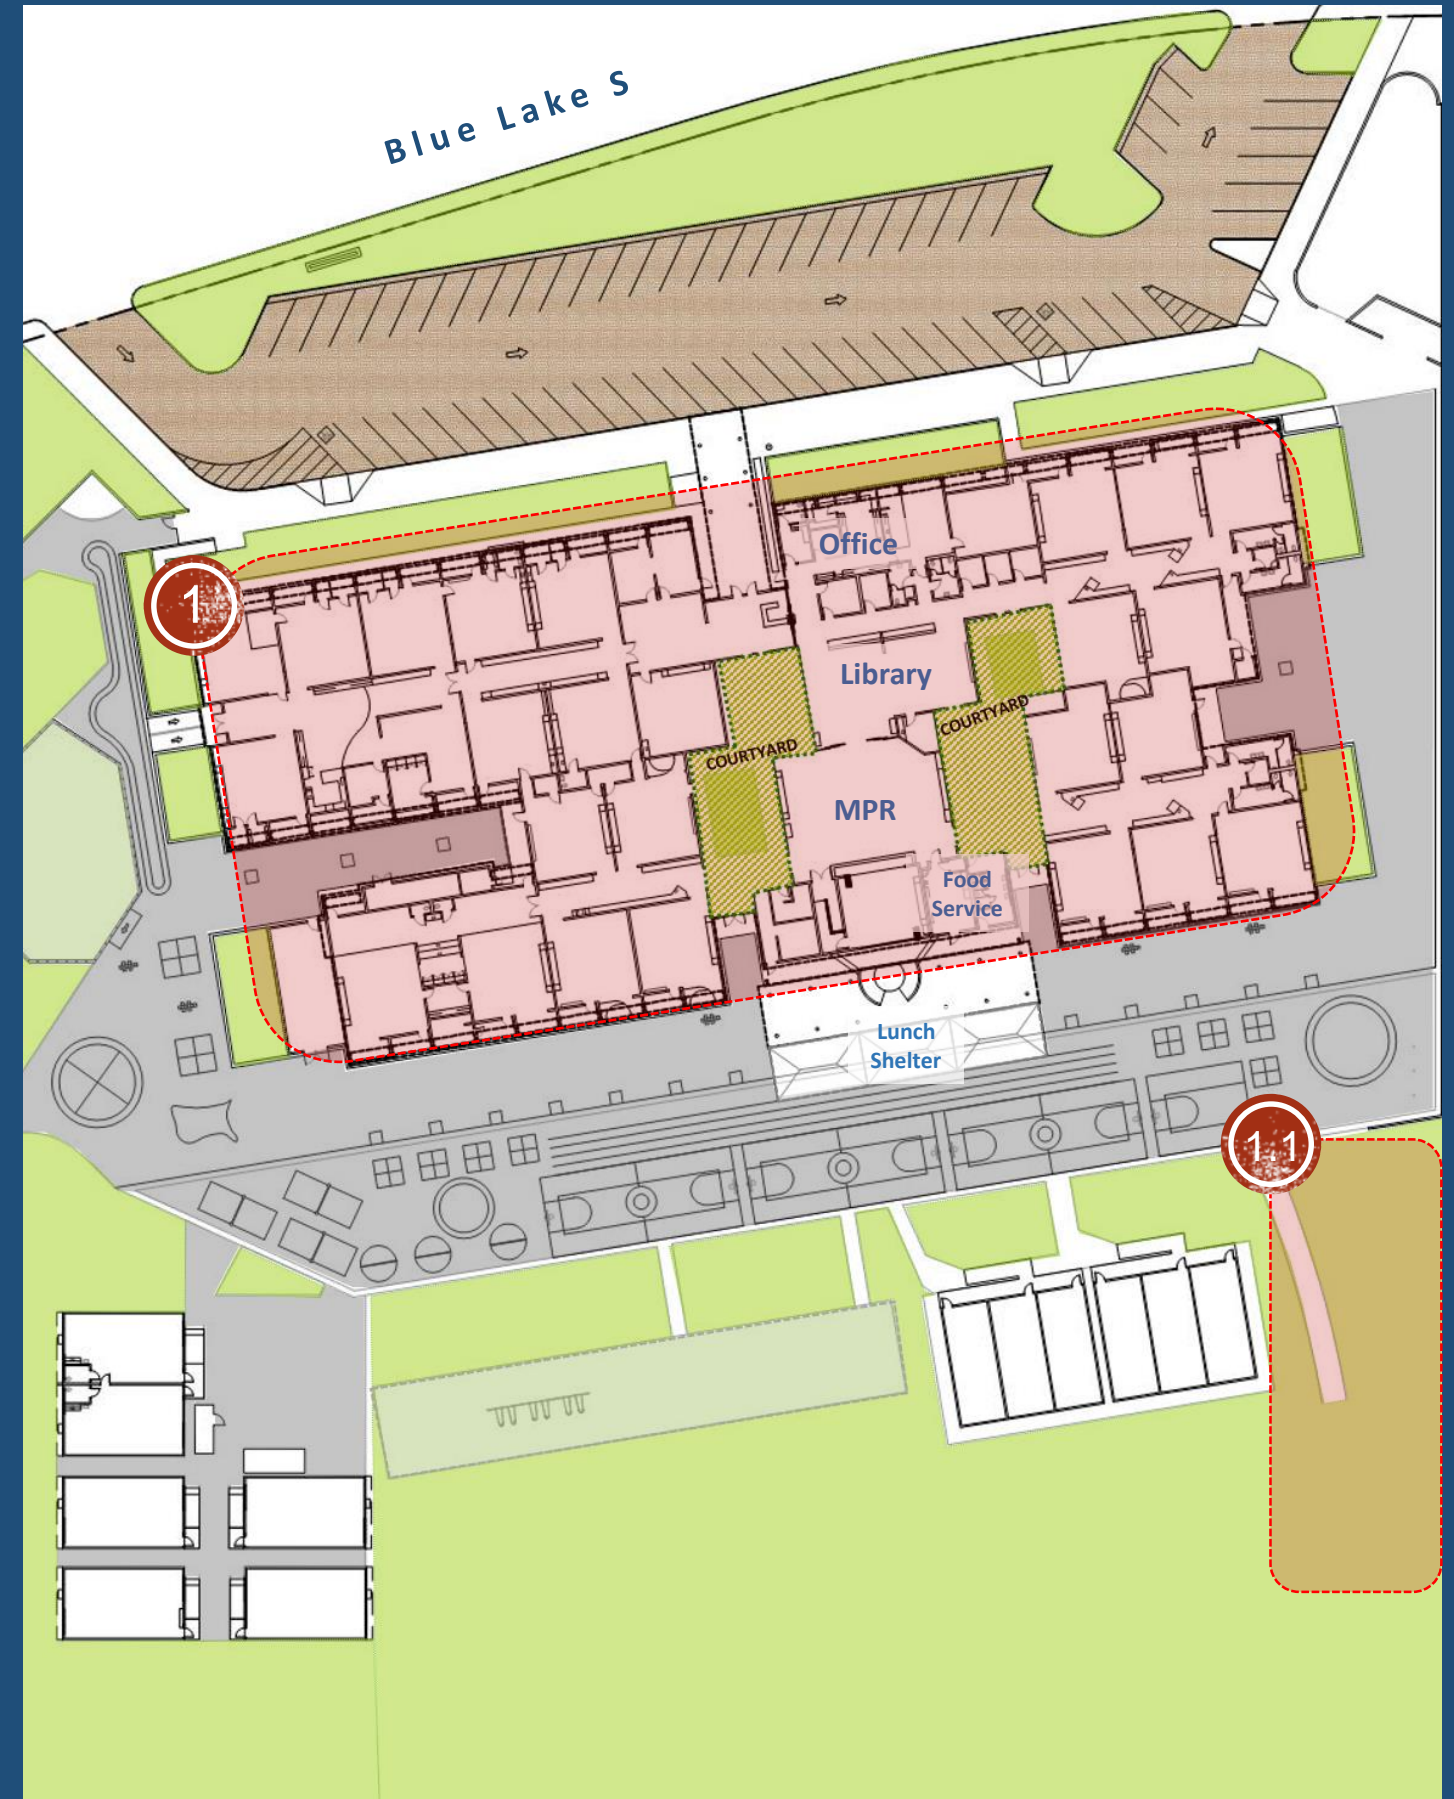 Blue Lake S
1
Office
Library
COURTYARD
COURTYARD
MPR
Food
Service
Lunch
Shelter
1.1